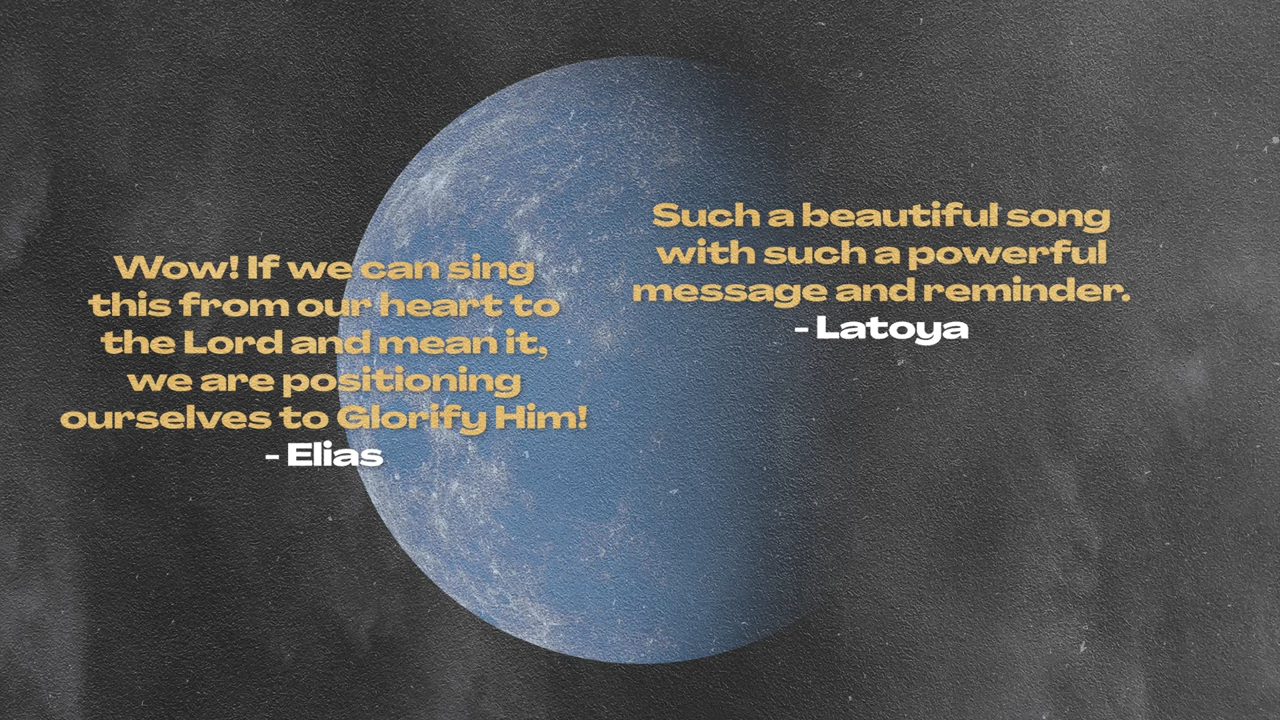 Wow! If we can sing
this from our heart to
the Lord and mean it,
we are positioning
ourselves to Glorify Him!
- Elias
Such a beautiful song
with such a powerful
message and reminder.
- Latoya